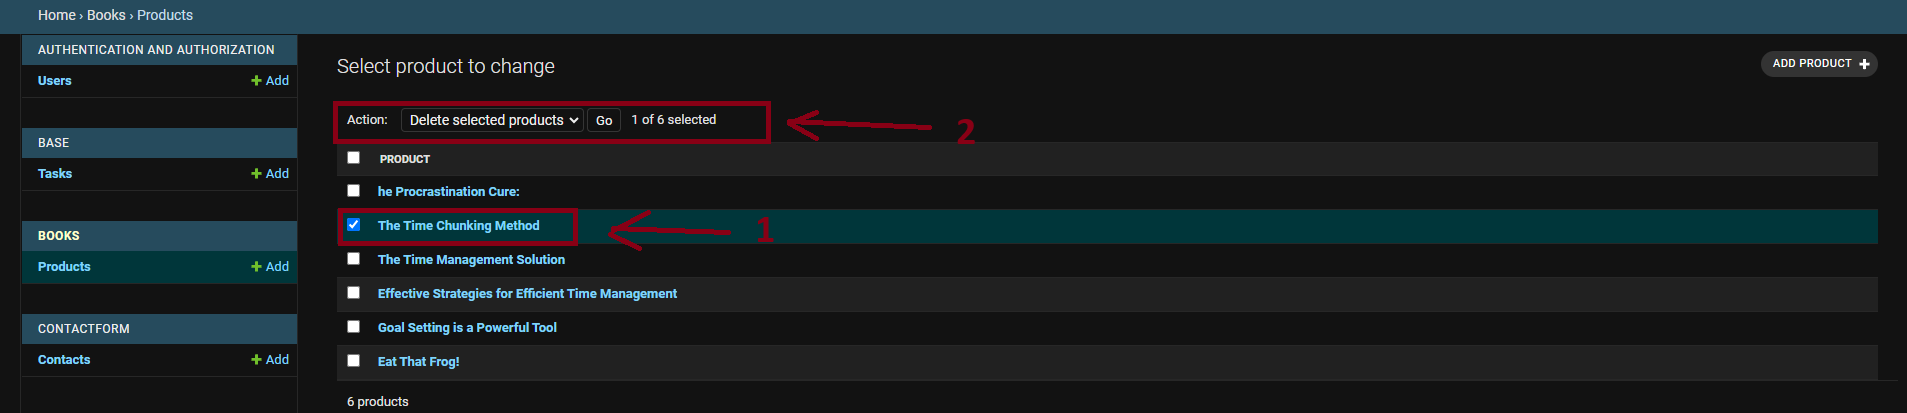 Home › Books › Products
AUTHENTICATION AND AUTHORIZATION
Users + Add
BASE
Tasks + Add
BOOKS
Products + Add
CONTACTFORM
Contacts + Add
Select product to change
ADD PRODUCT +
Action: Delete selected products Go 1 of 6 selected
2
PRODUCT
he Procrastination Cure:
The Time Chunking Method
1
The Time Management Solution
Effective Strategies for Efficient Time Management
Goal Setting is a Powerful Tool
Eat That Frog!
6 products